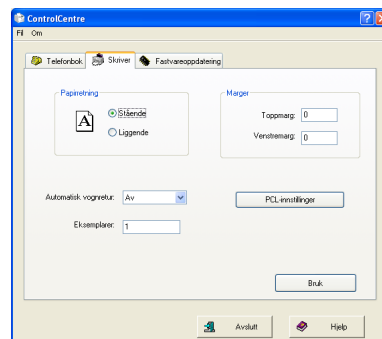 ControlCentre
Fil Om
Telefonbok Skriver Fastvareoppdatering
Papirretning
A
Stående
Liggende
Marger
Toppmarg: 0
Venstremarg: 0
Automatisk vognretur: Av
PCL-innstillinger
Eksemplarer: 1
Bruk
Avslutt Hjelp